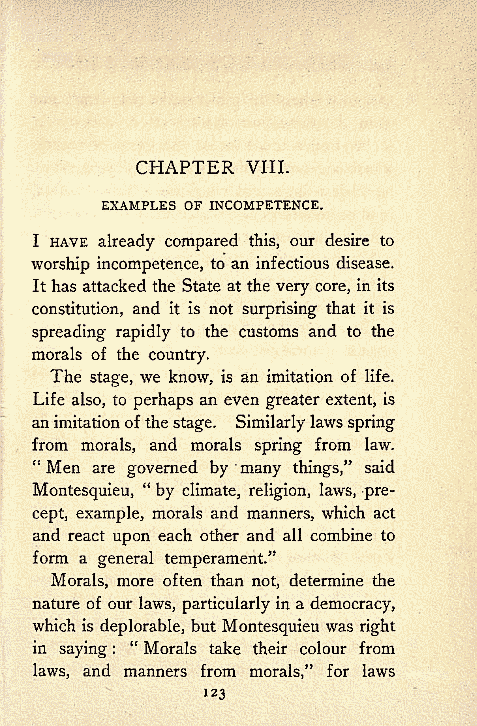 CHAPTER VIII.
EXAMPLES OF INCOMPETENCE.
I HAVE already compared this, our desire to
worship incompetence, to an infectious disease.
It has attacked the State at the very core, in its
constitution, and it is not surprising that it is
spreading rapidly to the customs and to the
morals of the country.
The stage, we know, is an imitation of life.
Life also, to perhaps an even greater extent, is
an imitation of the stage. Similarly laws spring
from morals, and morals spring from law.
“ Men are governed by many things,” said
Montesquieu, “ by climate, religion, laws, pre-
cept, example, morals and manners, which act
and react upon each other and all combine to
form a general temperament.”
Morals, more often than not, determine the
nature of our laws, particularly in a democracy,
which is deplorable, but Montesquieu was right
in saying : “ Morals take their colour from
laws, and manners from morals,” for laws
123